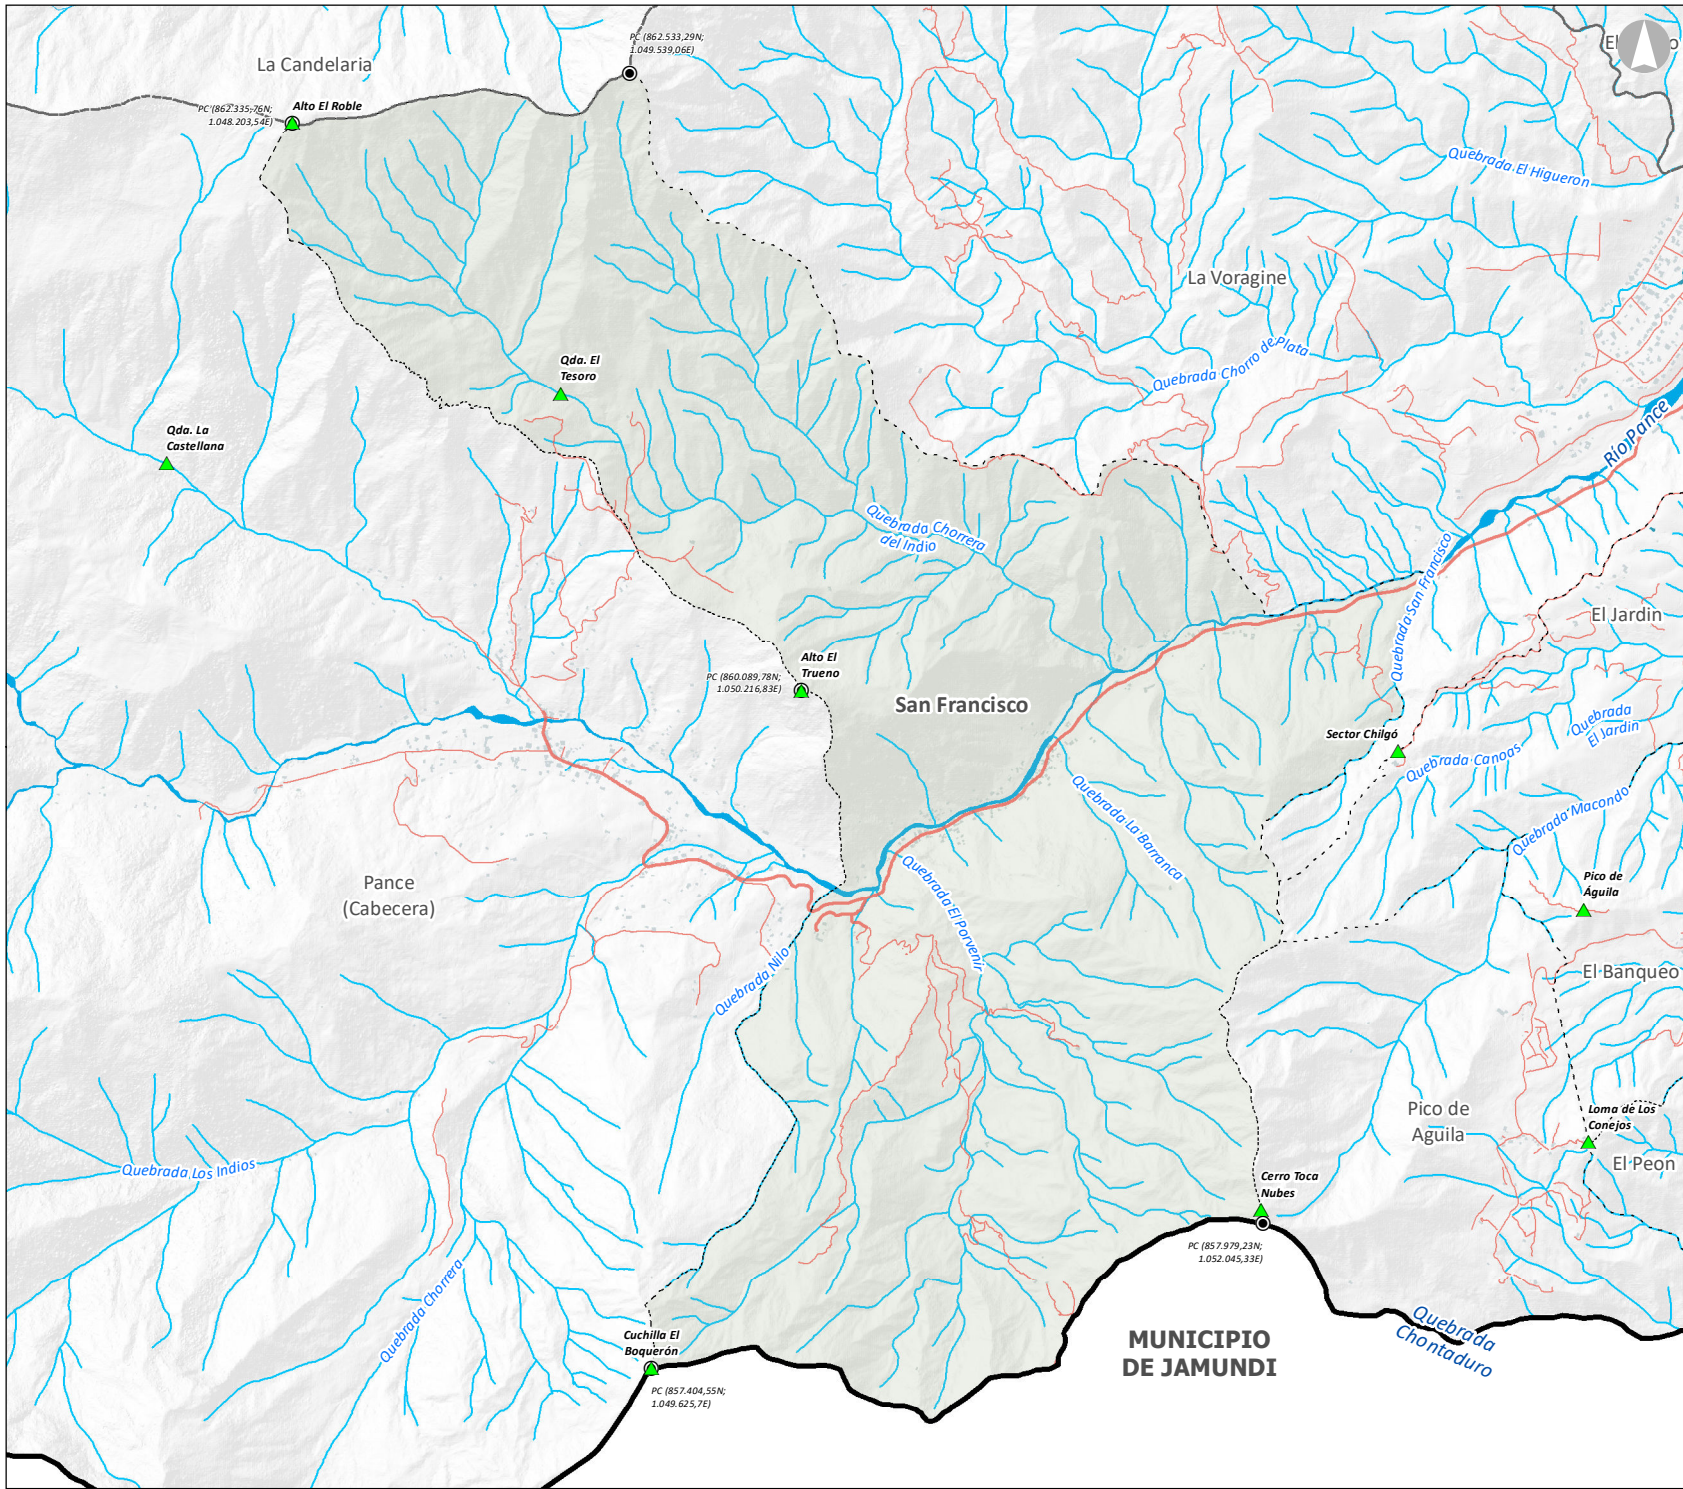 PC (862.533,29N;
1.049.539,06E)
La Candelaria
PC (862.335,76N;
1.048.203,54E)
Alto El Roble
Quebrada El Higueron
La Voragine
Quebrada Chorro de Plata
Qda. El
Tesoro
Qda. La
Castellana
Río Pance
Quebrada Chorrera
del Indio
Quebrada San Francisco
El Jardin
Alto El
Trueno
PC (860.089,78N;
1.050.216,83E)
San Francisco
Sector Chilgó
Quebrada
El Jardin
Quebrada Canoas
Quebrada Macondo
Quebrada La Barranca
Quebrada El Porvenir
Pance
(Cabecera)
Pico de
Águila
Quebrada Nilo
El Banqueo
Pico de
Aguila
Loma de Los
Conejos
El Peon
Quebrada Los Indios
Cerro Toca
Nubes
PC (857.979,23N;
1.052.045,33E)
Quebrada Chorrera
Cuchilla El
Boquerón
PC (857.404,55N;
1.049.625,7E)
MUNICIPIO
DE JAMUNDI
Quebrada
Chontaduro